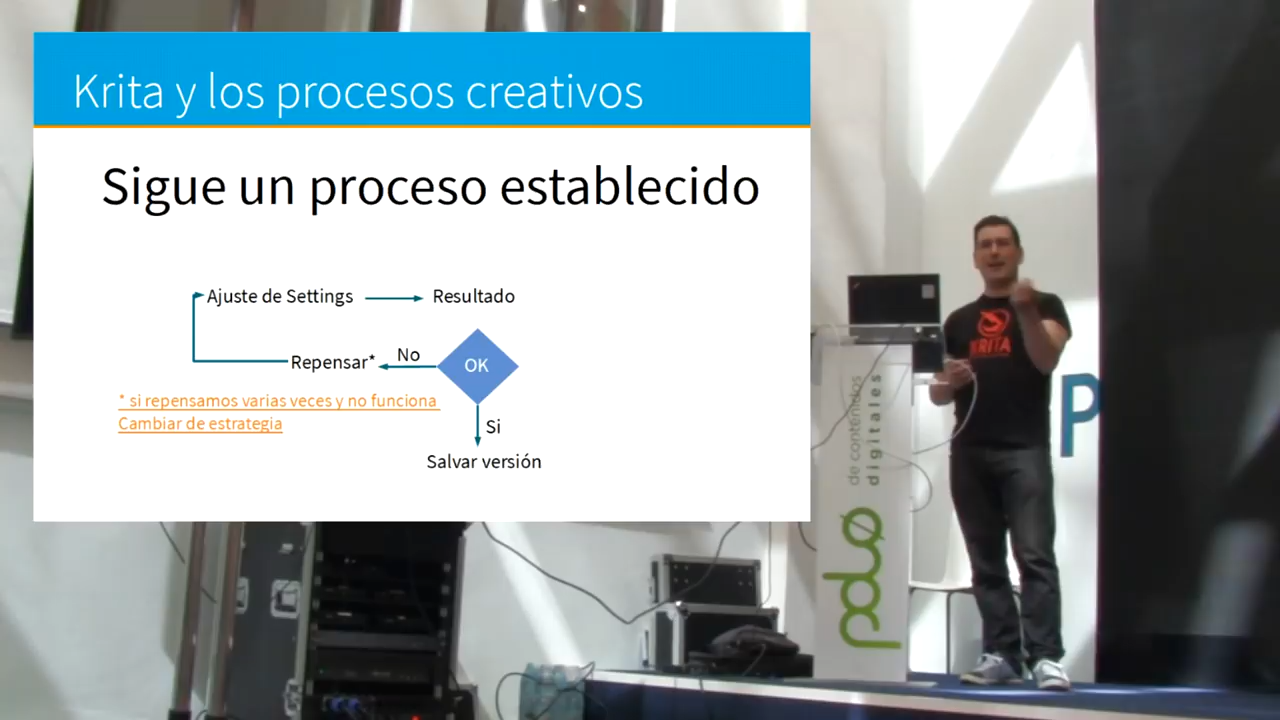 Krita y los procesos creativos
Sigue un proceso establecido
Ajuste de Settings
Resultado
Repensar*
No
OK
* si repensamos varias veces y no funciona
Cambiar de estrategia
Si
Salvar versión
KRITA
de contenidos
digitales
P